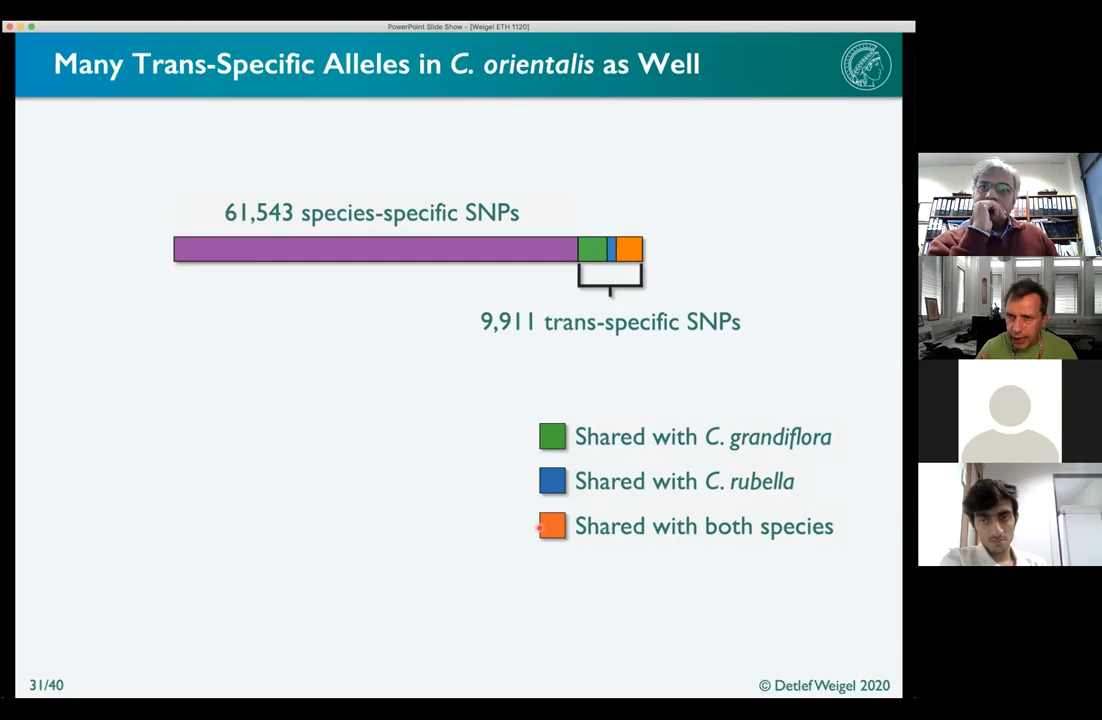 PowerPoint Slide Show - [Weigel ETH 1120]
Many Trans-Specific Alleles in C. orientalis as Well
61,543 species-specific SNPs
9,911 trans-specific SNPs
Shared with C. grandiflora
Shared with C. rubella
Shared with both species
31/40
© Detlef Weigel 2020